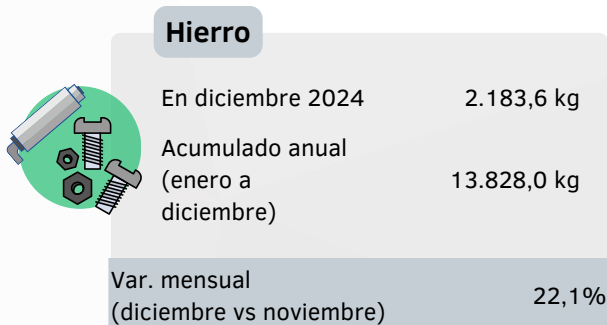 Hierro
En diciembre 2024 2.183,6 kg
Acumulado anual
(enero a 13.828,0 kg
diciembre)
Var. mensual
(diciembre vs noviembre) 22,1%